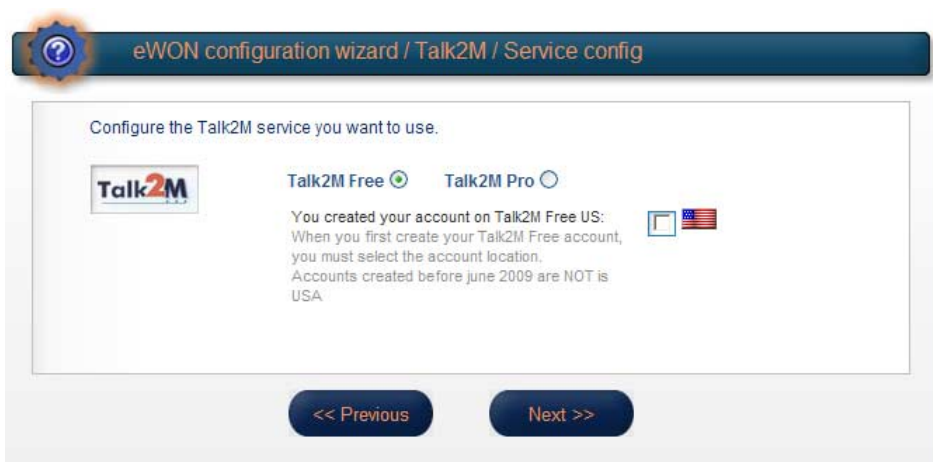 eWON configuration wizard / Talk2M / Service config
Configure the Talk2M service you want to use.
Talk2M
Talk2M Free Talk2M Pro
You created your account on Talk2M Free US:
When you first create your Talk2M Free account,
you must select the account location.
Accounts created before june 2009 are NOT is
USA
<< Previous Next >>